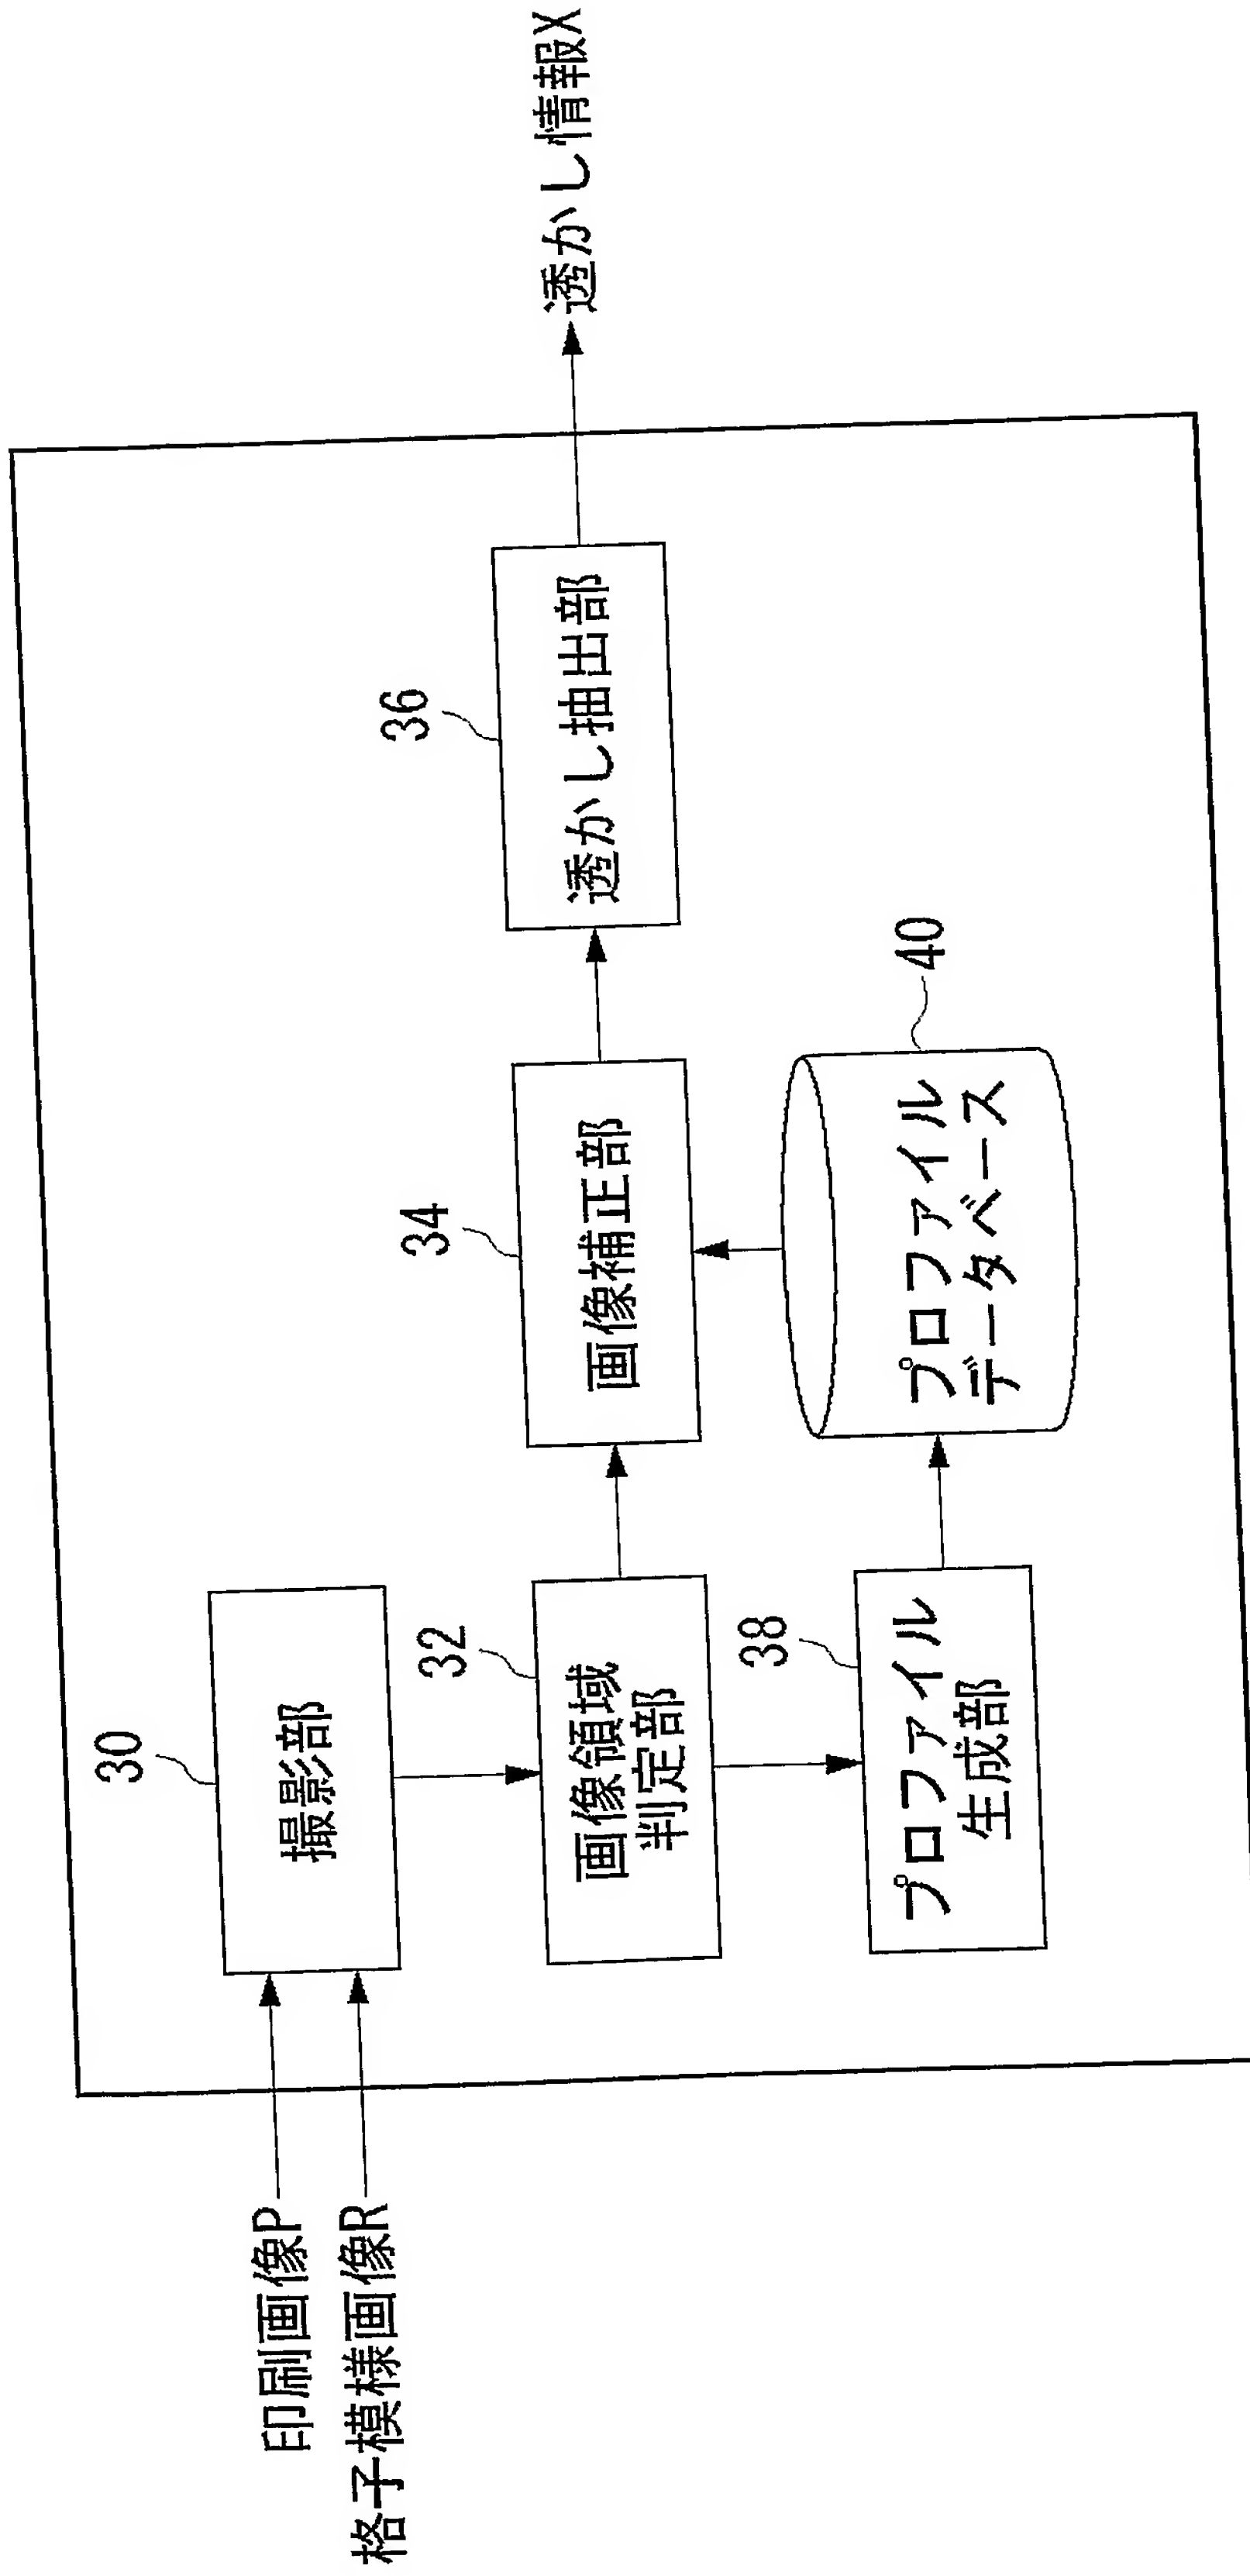 30
撮影部
印刷画像P
格子模様画像R
32
画像領域
判定部
34
画像補正部
36
透かし抽出部
透かし情報X
38
プロファイル
生成部
40
プロファイル
データベース